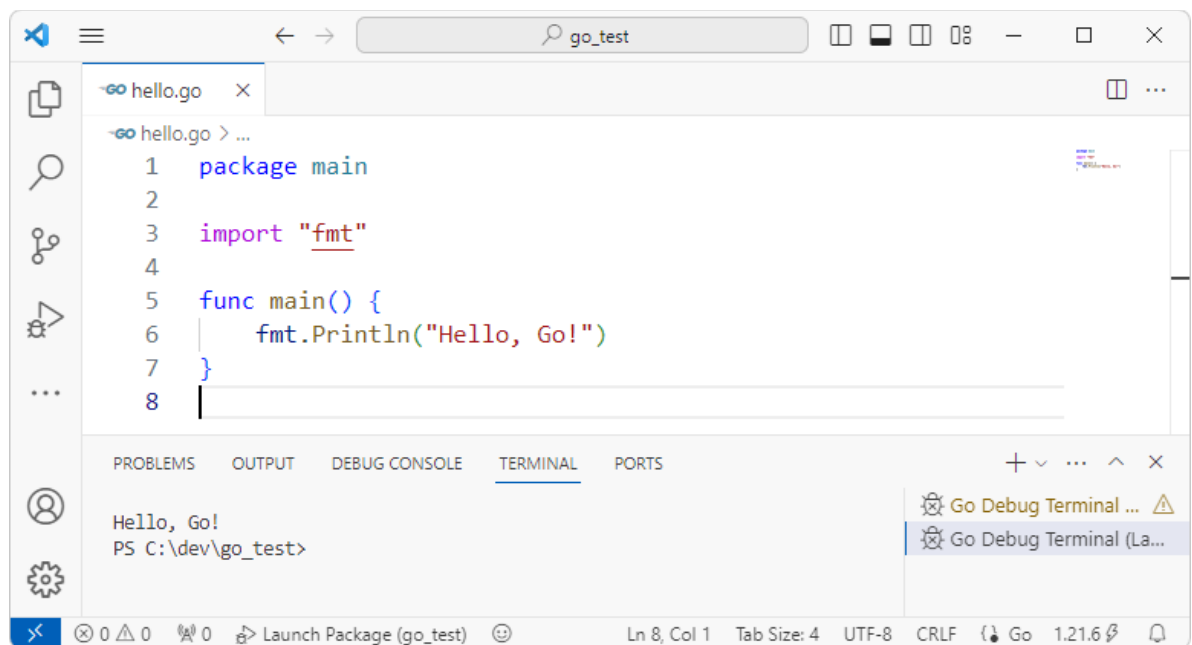 go_test
GO hello.go
GO hello.go > ...
1 package main
2
3 import "fmt"
4
5 func main() {
6 fmt.Println("Hello, Go!")
7 }
8
PROBLEMS OUTPUT DEBUG CONSOLE TERMINAL PORTS
Hello, Go!
PS C:\dev\go_test>
Go Debug Terminal ...
Go Debug Terminal (La...
0 0 0 Launch Package (go_test) Ln 8, Col 1 Tab Size: 4 UTF-8 CRLF Go 1.21.6